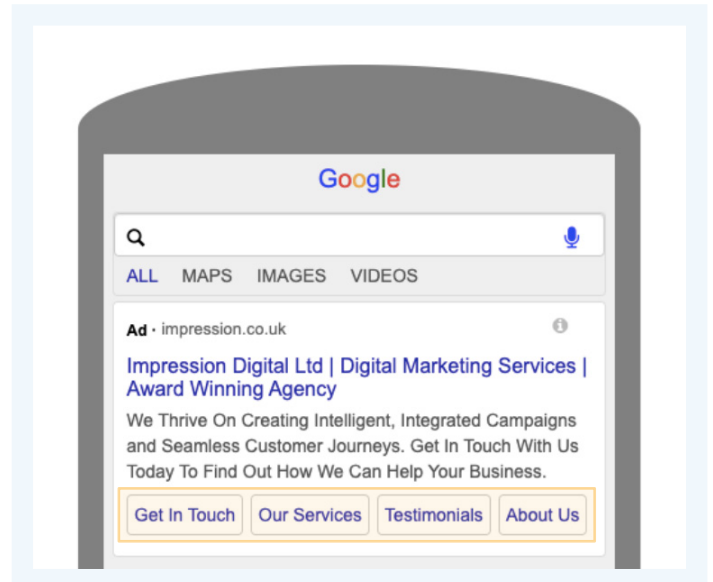 Google
ALL MAPS IMAGES VIDEOS
Ad · impression.co.uk
Impression Digital Ltd | Digital Marketing Services |
Award Winning Agency
We Thrive On Creating Intelligent, Integrated Campaigns
and Seamless Customer Journeys. Get In Touch With Us
Today To Find Out How We Can Help Your Business.
Get In Touch Our Services Testimonials About Us